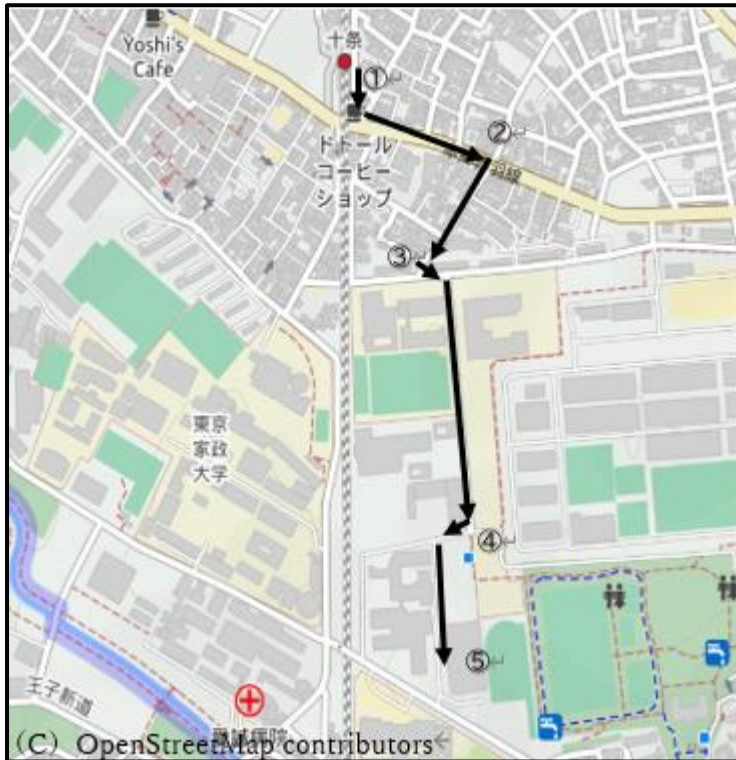 Yoshi's
Cafe
十条
①↵
②↵
ドトール
コーヒー
ショップ
③↵
東京
家政
大学
④↵
⑤↵
王子新道
(C) OpenStreetMap contributors